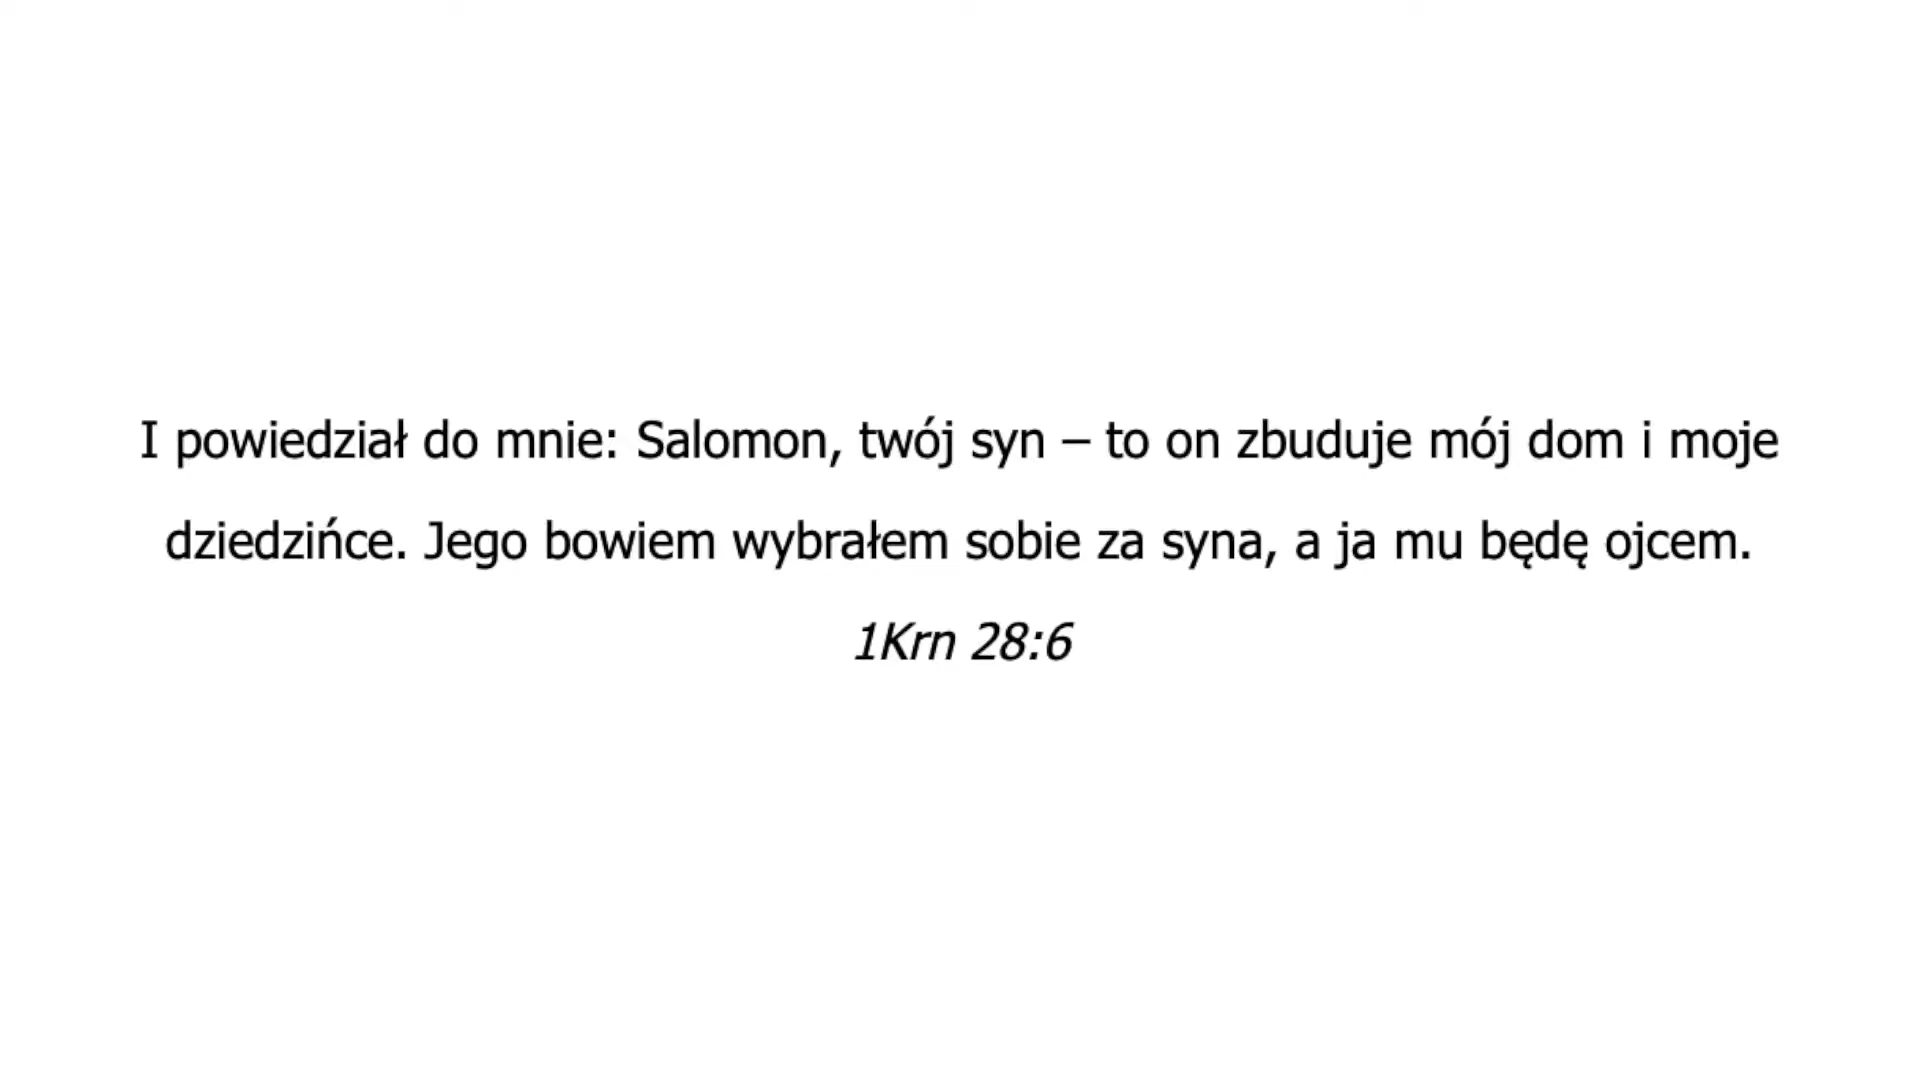 I powiedział do mnie: Salomon, twój syn – to on zbuduje mój dom i moje
dziedzińce. Jego bowiem wybrałem sobie za syna, a ja mu będę ojcem.
1Krn 28:6